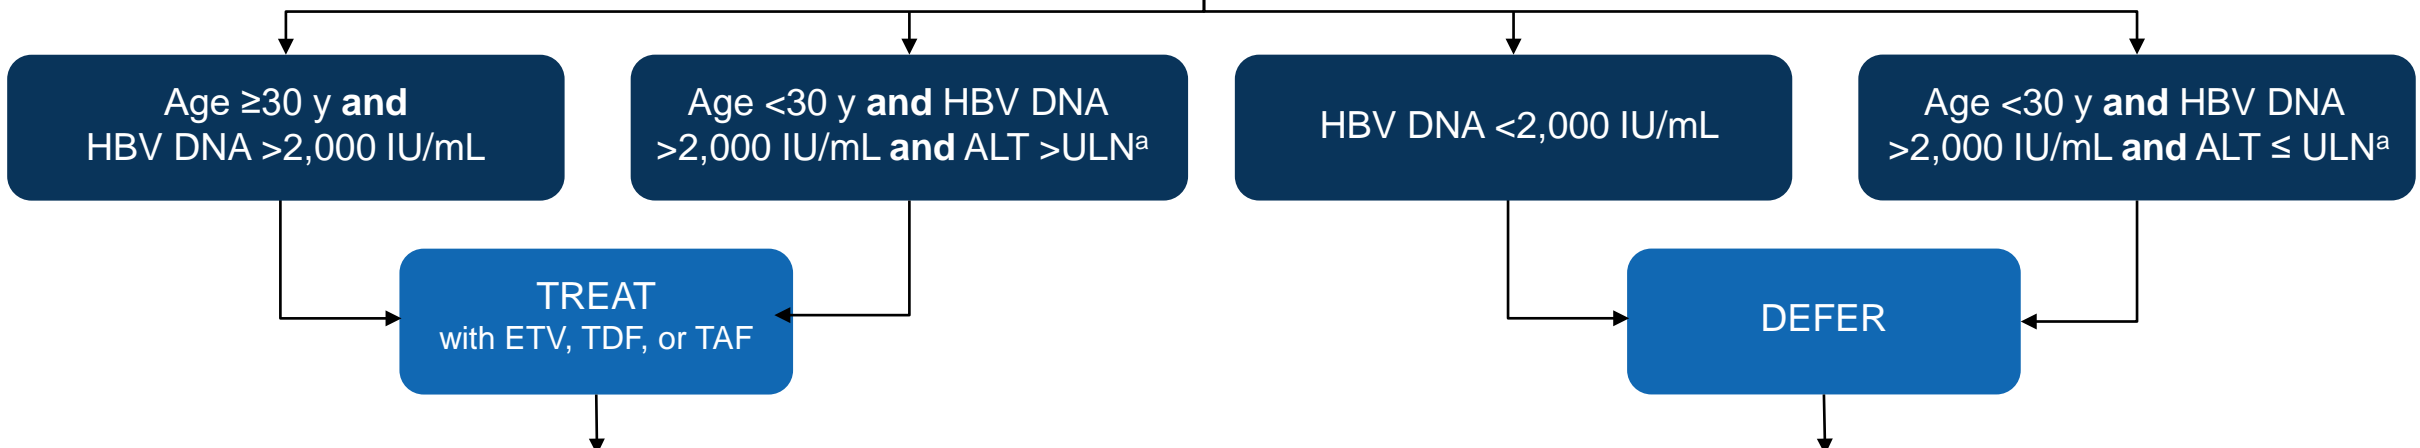 Age ≥30 y and
HBV DNA >2,000 IU/mL
Age <30 y and HBV DNA
>2,000 IU/mL and ALT >ULNᵃ
HBV DNA <2,000 IU/mL
Age <30 y and HBV DNA
>2,000 IU/mL and ALT ≤ ULNᵃ
TREAT
with ETV, TDF, or TAF
DEFER